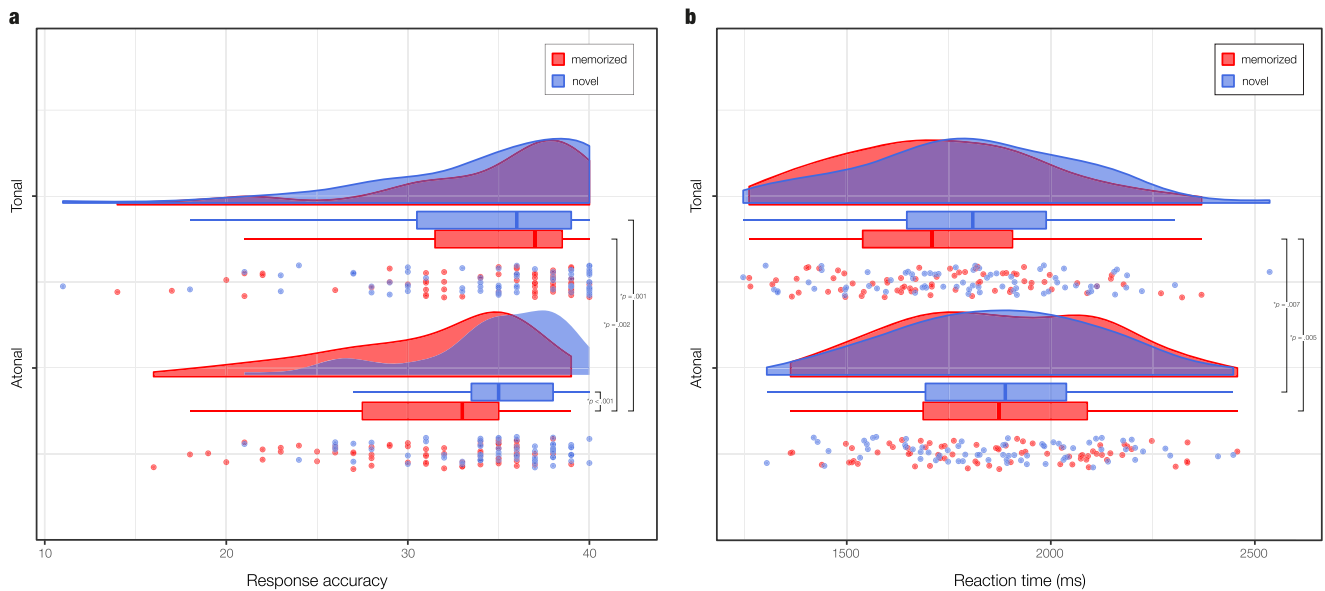 a
memorized
novel
Tonal
Atonal
*p = .001
*p = .002
*p < .001
10
20
30
40
Response accuracy
b
memorized
novel
Tonal
Atonal
*p = .007
*p = .005
1500
2000
2500
Reaction time (ms)